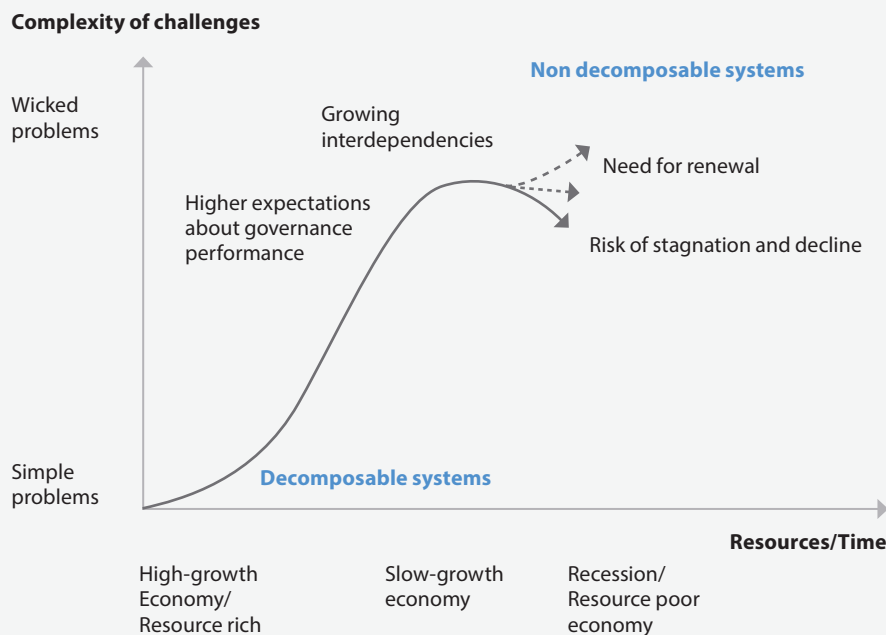 Complexity of challenges
Non decomposable systems
Wicked
problems
Growing
interdependencies
Need for renewal
Higher expectations
about governance
performance
Risk of stagnation and decline
Simple
problems
Decomposable systems
Resources/Time
High-growth
Economy/
Resource rich
Slow-growth
economy
Recession/
Resource poor
economy